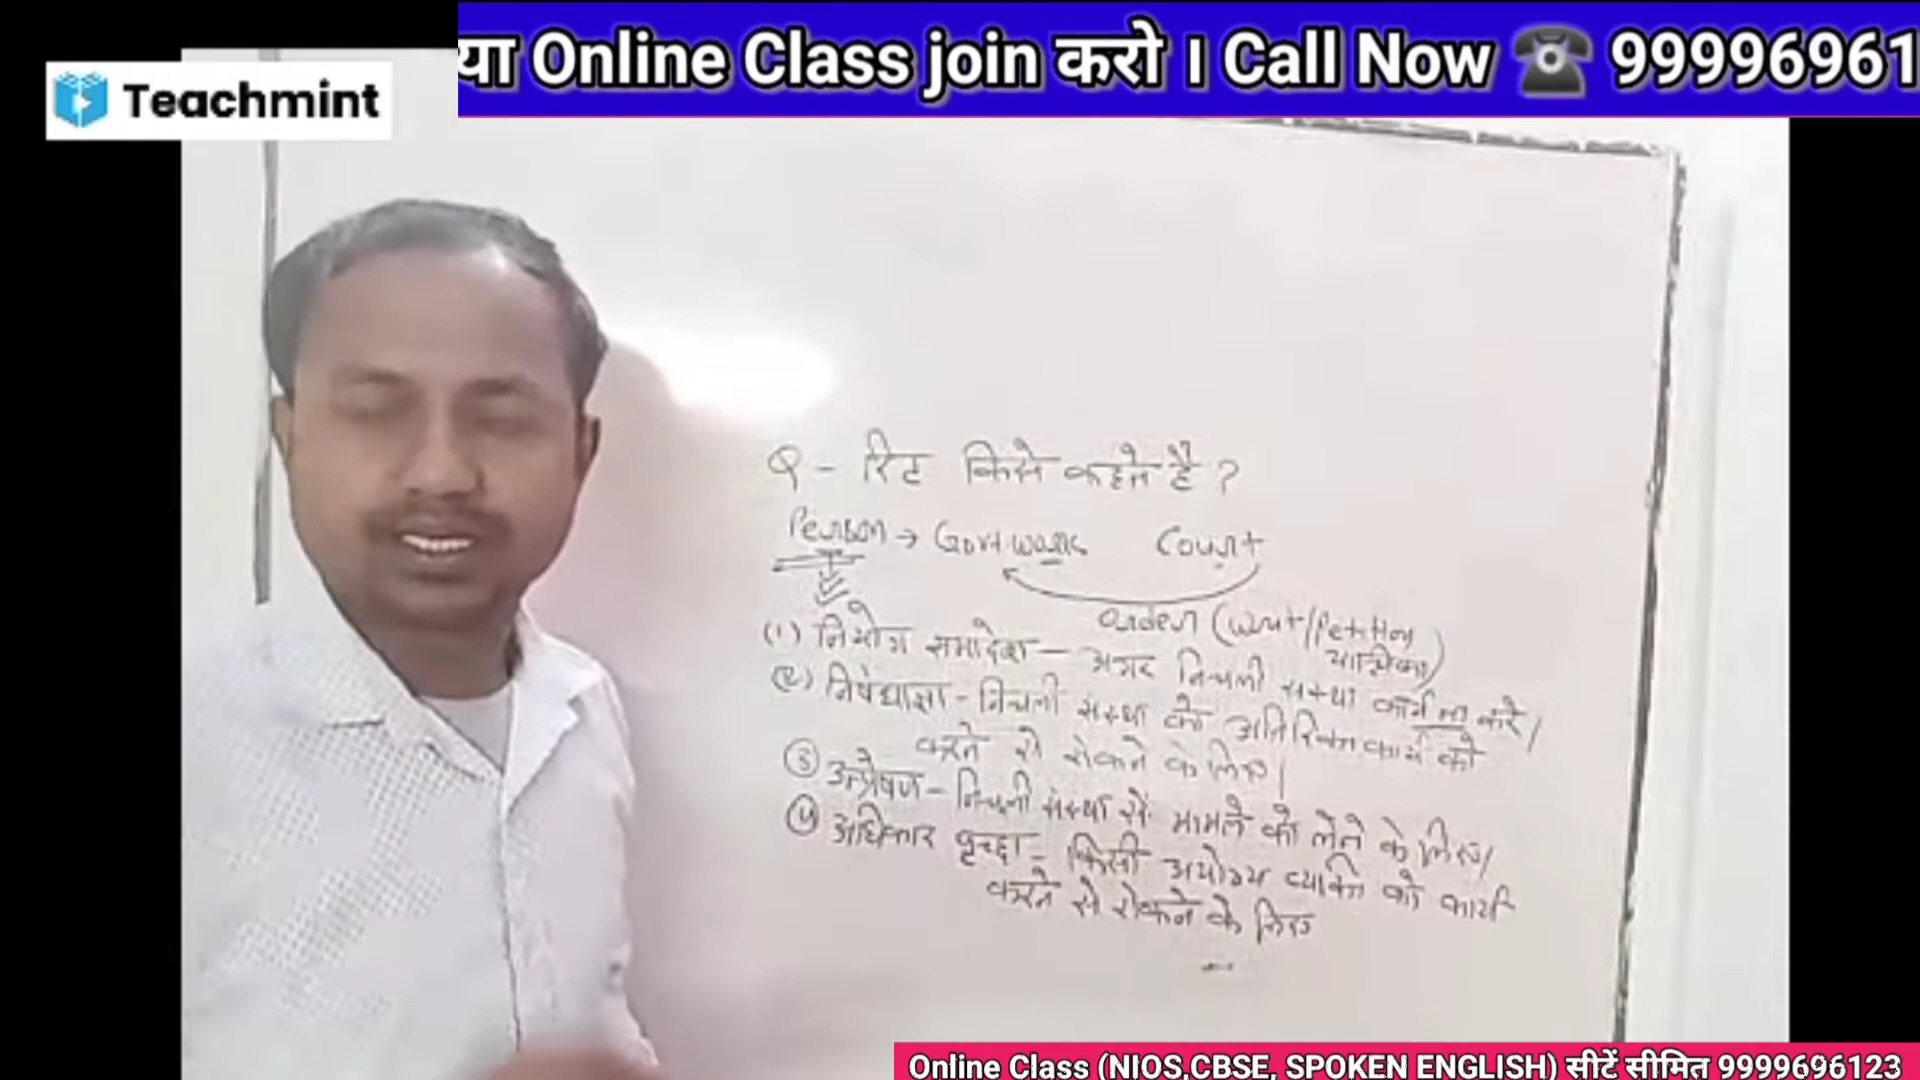 या Online Class join करो । Call Now ☎ 99996961
Teachmint
Q - रिट किसे कहते है ?
Person → Govt. Court
order (writ/Petition
याचिका)
(1) नियोग समादेश - अगर निचली संस्था कार्य ना करे।
(2) निषेधाज्ञा - निचली संस्था को अतिरिक्त कार्य को
करने से रोकने के लिए।
③ उत्प्रेषण - निचली संस्था से मामले को लेने के लिए।
④ अधिकार पृच्छा - किसी अयोग्य व्यक्ति को कार्य
करने से रोकने के लिए
Online Class (NIOS,CBSE, SPOKEN ENGLISH) सीटें सीमित 9999696123